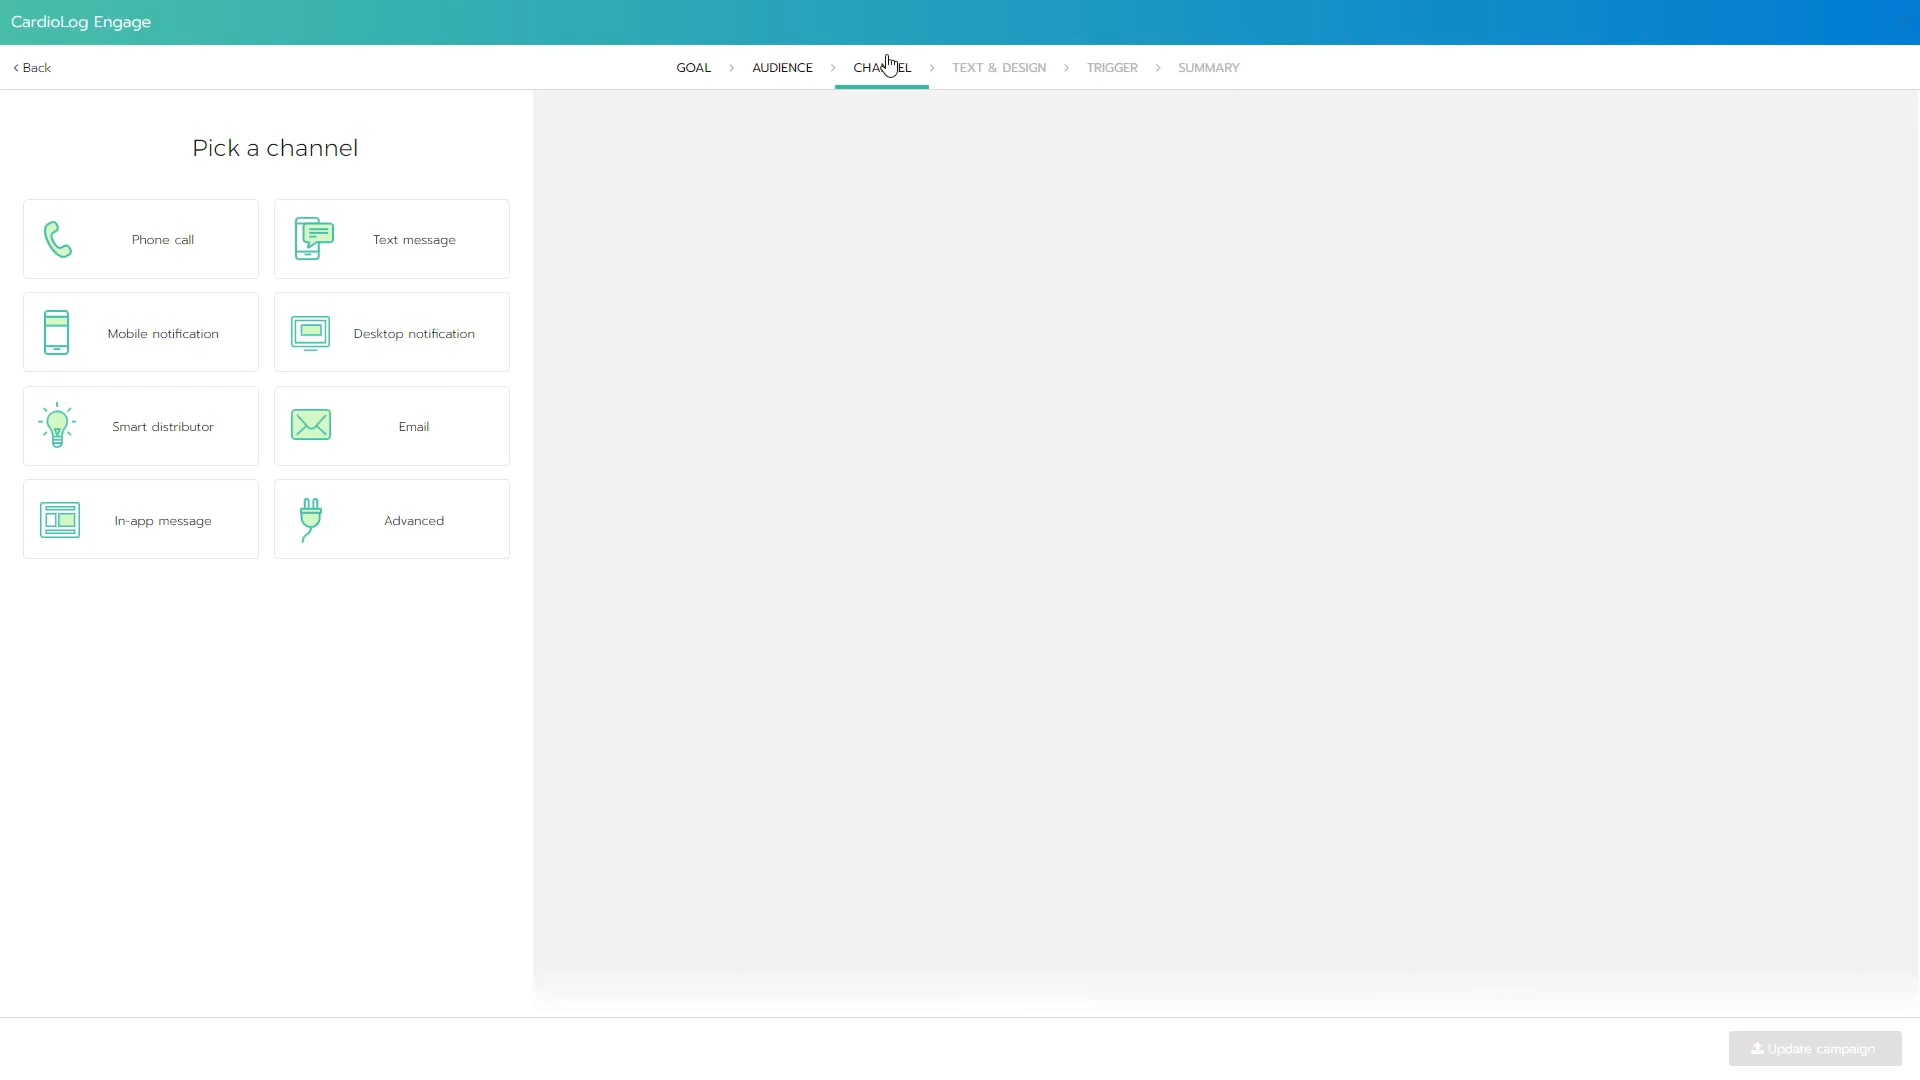 CardioLog Engage
< Back
GOAL > AUDIENCE > CHANNEL > TEXT & DESIGN > TRIGGER > SUMMARY
Pick a channel
Phone call
Text message
Mobile notification
Desktop notification
Smart distributor
Email
In-app message
Advanced
Update campaign